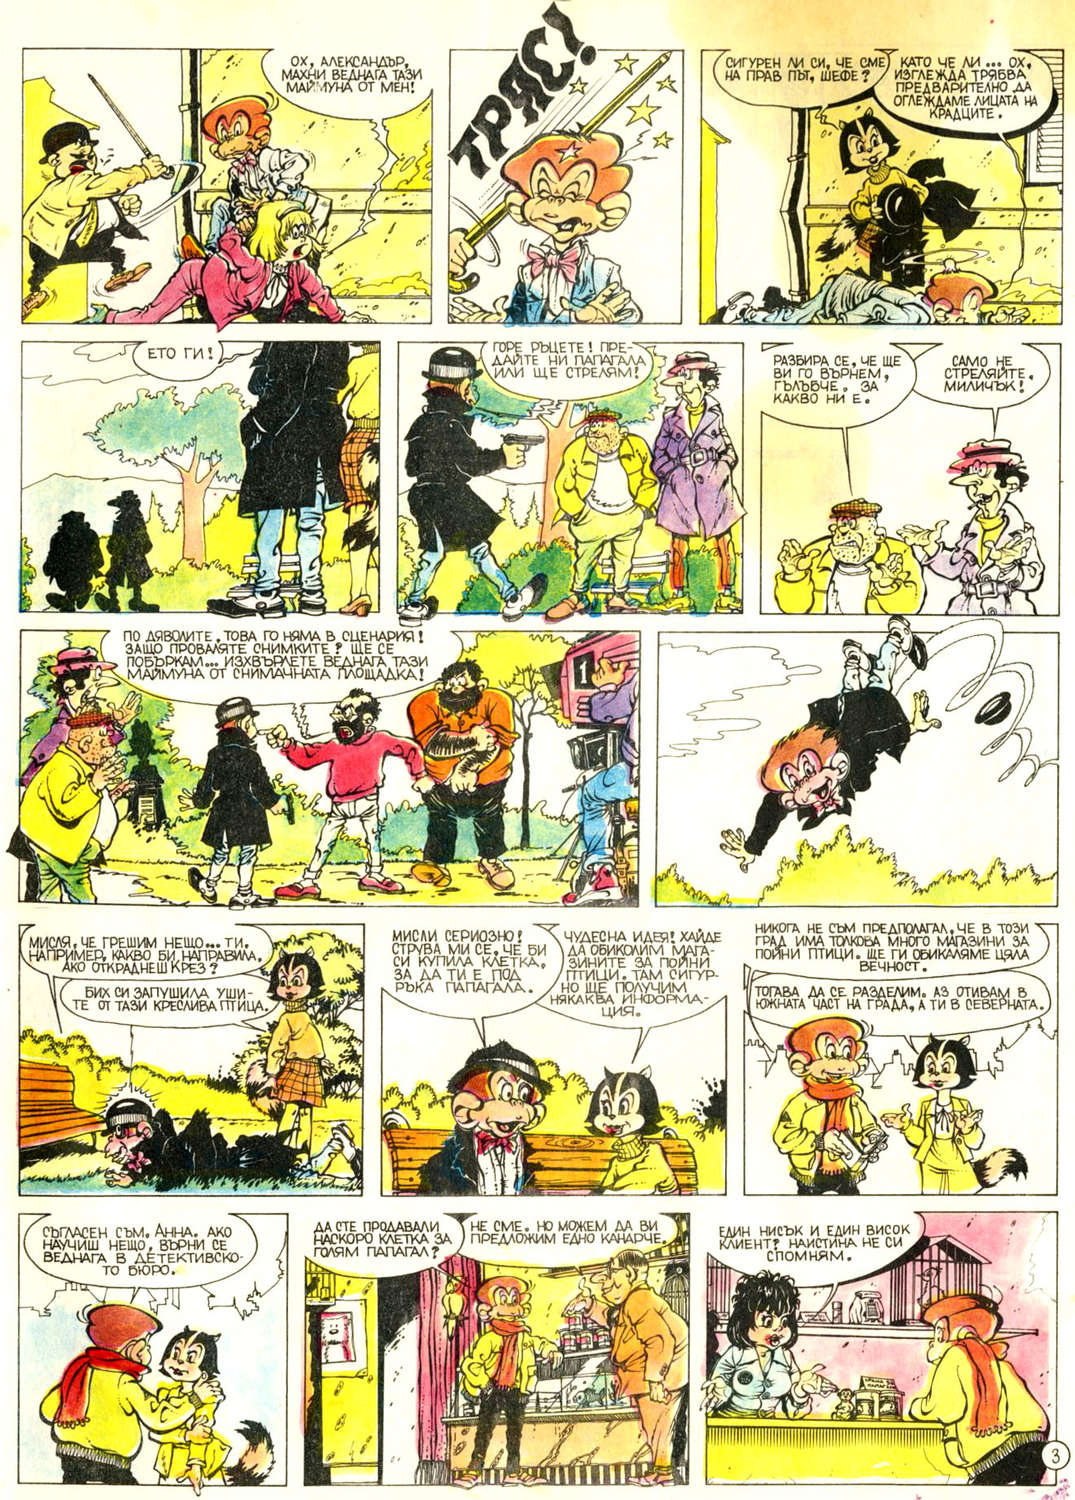 ОХ, АЛЕКСАНДЪР,
МАХНИ ВЕДНАГА ТАЗИ
МАЙМУНА ОТ МЕН!
ТРЯС!
СИГУРЕН ЛИ СИ, ЧЕ СМЕ
НА ПРАВ ПЪТ, ШЕФЕ?
КАТО ЧЕ ЛИ... ОХ,
ИЗГЛЕЖДА ТРЯБВА
ПРЕДВАРИТЕЛНО ДА
ОГЛЕЖДАМЕ ЛИЦАТА НА
КРАДЦИТЕ.
ЕТО ГИ!
ГОРЕ РЪЦЕТЕ! ПРЕ-
ДАЙТЕ НИ ПАПАГАЛА
ИЛИ ЩЕ СТРЕЛЯМ!
РАЗБИРА СЕ, ЧЕ ЩЕ
ВИ ГО ВЪРНЕМ,
ГЪЛЪБЧЕ. ЗА
КАКВО НИ Е.
САМО НЕ
СТРЕЛЯЙТЕ,
МИЛИЧЪК!
ПО ДЯВОЛИТЕ, ТОВА ГО НЯМА В СЦЕНАРИЯ!
ЗАЩО ПРОВАЛЯТЕ СНИМКИТЕ? ЩЕ СЕ
ПОБЪРКАМ... ИЗХВЪРЛЕТЕ ВЕДНАГА ТАЗИ
МАЙМУНА ОТ СНИМАЧНАТА ПЛОЩАДКА!
1
МИСЛЯ, ЧЕ ГРЕШИМ НЕЩО... ТИ,
НАПРИМЕР, КАКВО БИ НАПРАВИЛА,
АКО ОТКРАДНЕШ КРЕЗ?
БИХ СИ ЗАПУШИЛА УШИ-
ТЕ ОТ ТАЗИ КРЕСЛИВА ПТИЦА.
МИСЛИ СЕРИОЗНО!
СТРУВА МИ СЕ, ЧЕ БИ
СИ КУПИЛА КЛЕТКА,
ЗА ДА ТИ Е ПОД
РЪКА ПАПАГАЛА.
ЧУДЕСНА ИДЕЯ! ХАЙДЕ
ДА ОБИКОЛИМ МАГА-
ЗИНИТЕ ЗА ПОЙНИ
ПТИЦИ. ТАМ СИГУР-
НО ЩЕ ПОЛУЧИМ
НЯКАКВА ИНФОРМА-
ЦИЯ.
НИКОГА НЕ СЪМ ПРЕДПОЛАГАЛ, ЧЕ В ТОЗИ
ГРАД ИМА ТОЛКОВА МНОГО МАГАЗИНИ ЗА
ПОЙНИ ПТИЦИ. ЩЕ ГИ ОБИКАЛЯМЕ ЦЯЛА
ВЕЧНОСТ.
ТОГАВА ДА СЕ РАЗДЕЛИМ. АЗ ОТИВАМ В
ЮЖНАТА ЧАСТ НА ГРАДА, А ТИ В СЕВЕРНАТА.
СЪГЛАСЕН СЪМ, АННА. АКО
НАУЧИШ НЕЩО, ВЪРНИ СЕ
ВЕДНАГА В ДЕТЕКТИВСКО-
ТО БЮРО.
ДА СТЕ ПРОДАВАЛИ
НАСКОРО КЛЕТКА ЗА
ГОЛЯМ ПАПАГАЛ?
НЕ СМЕ. НО МОЖЕМ ДА ВИ
ПРЕДЛОЖИМ ЕДНО КАНАРЧЕ.
ЕДИН НИСЪК И ЕДИН ВИСОК
КЛИЕНТ? НАИСТИНА НЕ СИ
СПОМНЯМ.
3